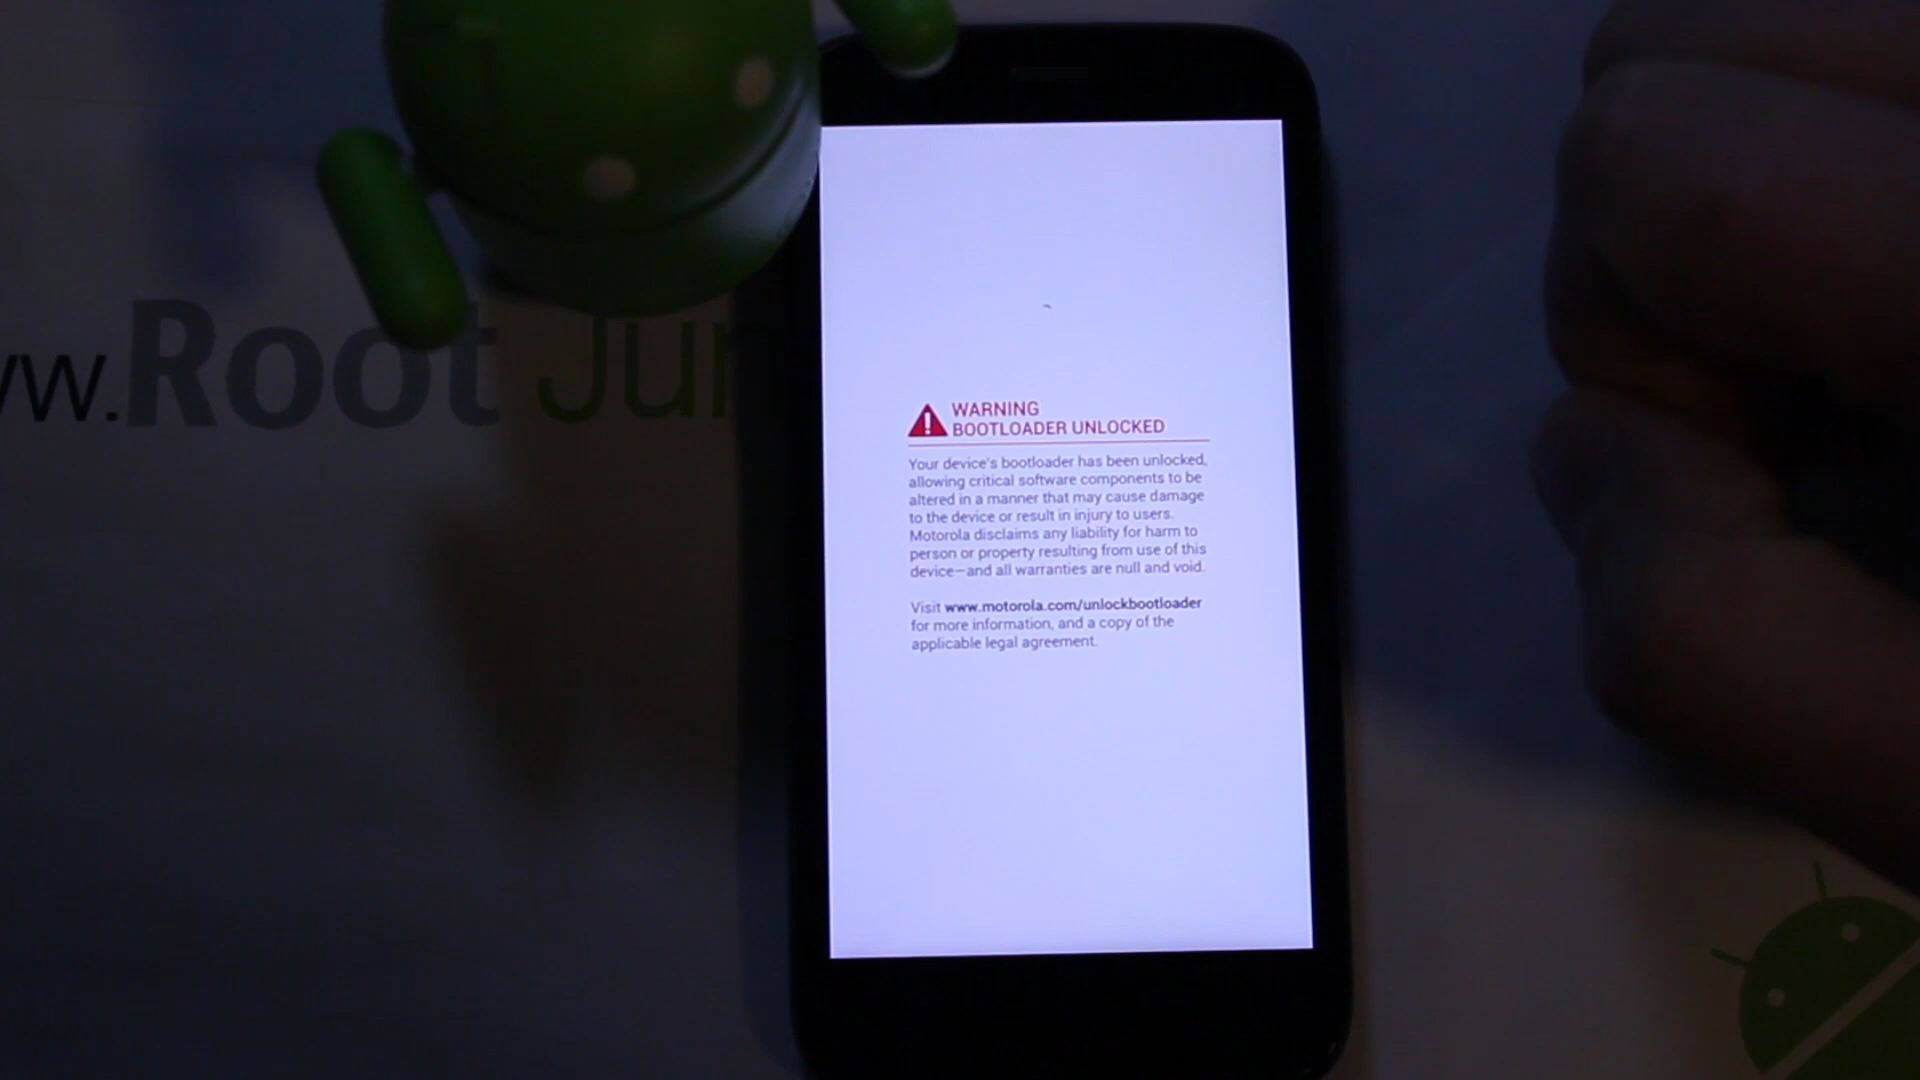 ww.Root Jun
WARNING
BOOTLOADER UNLOCKED
Your device's bootloader has been unlocked,
allowing critical software components to be
altered in a manner that may cause damage
to the device or result in injury to users.
Motorola disclaims any liability for harm to
person or property resulting from use of this
device—and all warranties are null and void.
Visit www.motorola.com/unlockbootloader
for more information, and a copy of the
applicable legal agreement.